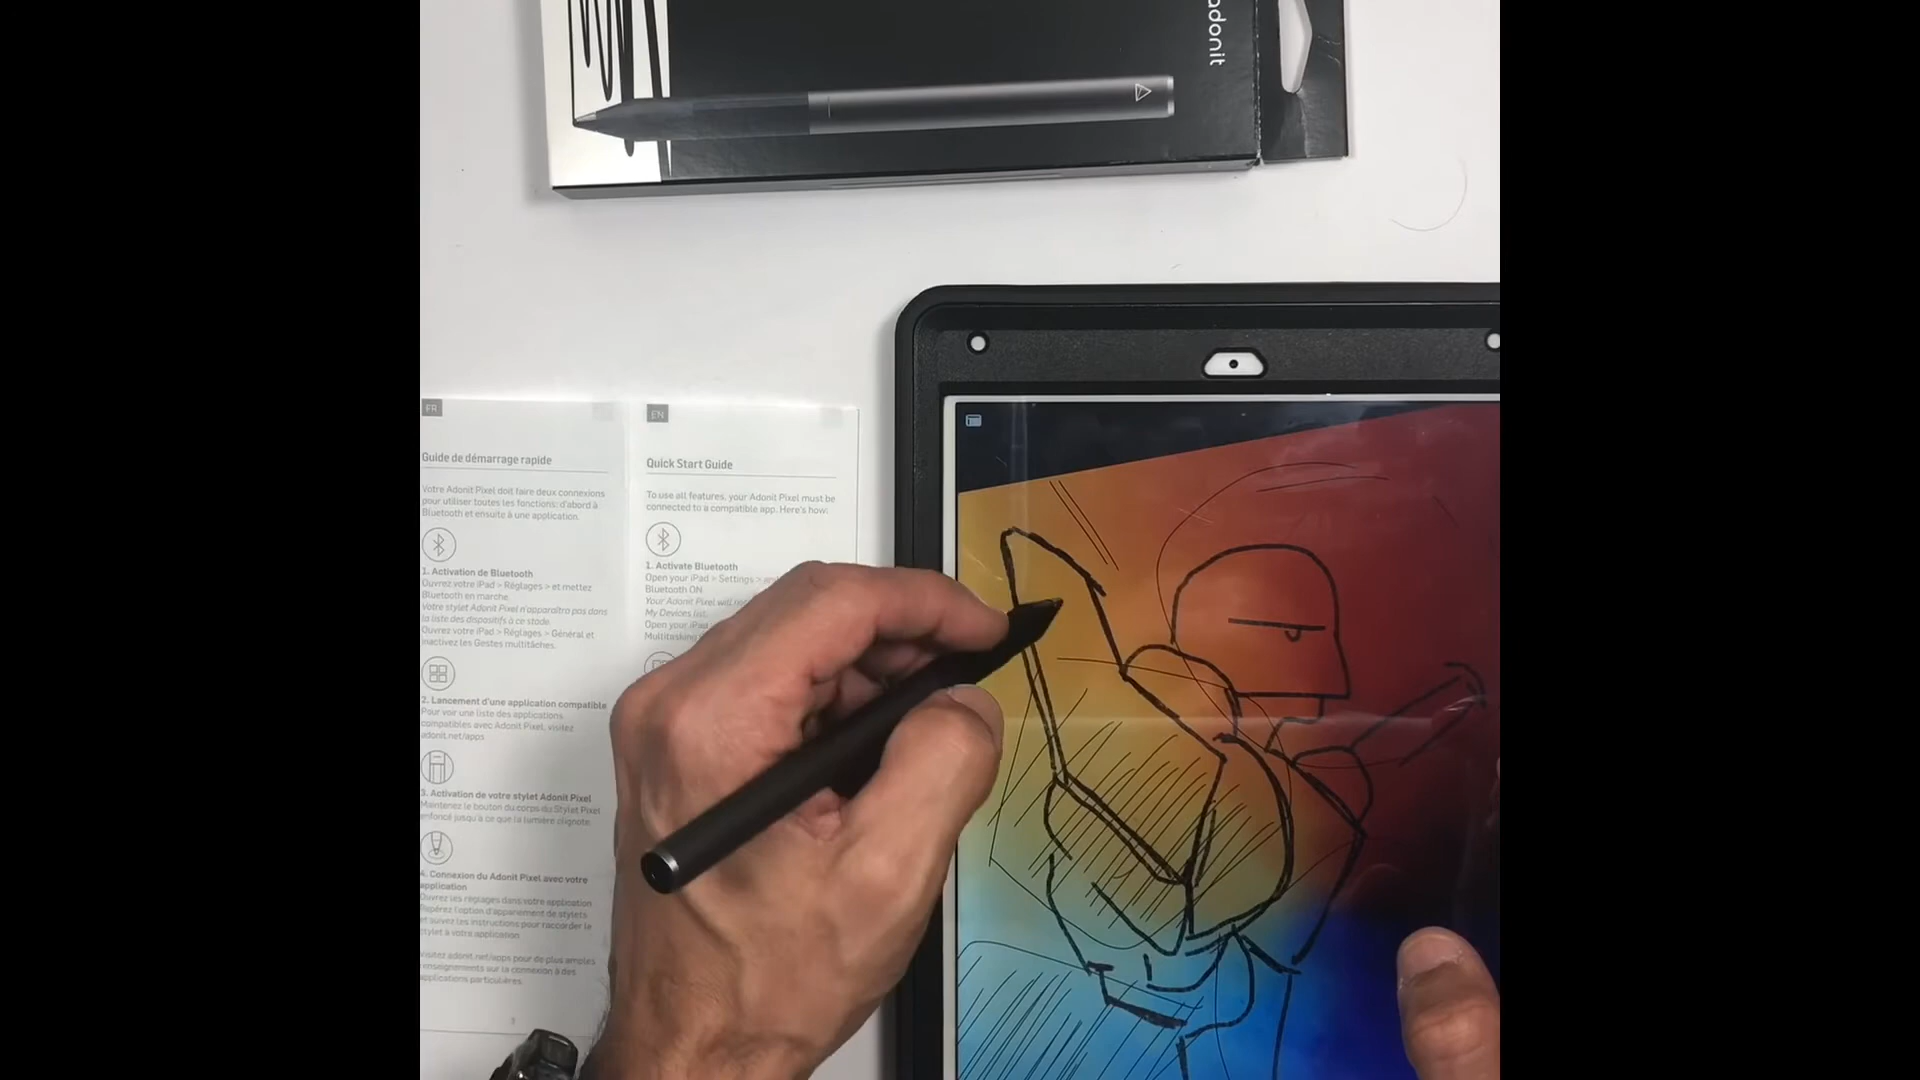 adonit
FR
Guide de démarrage rapide
Votre Adonit Pixel doit faire deux connexions
pour utiliser toutes les fonctions: d'abord à
Bluetooth et ensuite à une application.
1. Activation de Bluetooth
Ouvrez votre iPad > Réglages > et mettez
Bluetooth en marche.
Votre stylet Adonit Pixel n'apparaîtra pas dans
la liste des dispositifs à ce stade.
Ouvrez votre iPad > Réglages > Général et
inactivez les Gestes multitâches.
2. Lancement d'une application compatible
Pour voir une liste des applications
compatibles avec Adonit Pixel, visitez
adonit.net/apps
3. Activation de votre stylet Adonit Pixel
Maintenez le bouton du corps du Stylet Pixel
enfoncé jusqu'à ce que la lumière clignote.
4. Connexion du Adonit Pixel avec votre
application
Ouvrez les réglages dans votre application
Repérez l'option d'appariement de stylets
et suivez les instructions pour raccorder le
stylet à votre application
visitez adonit.net/apps pour de plus amples
renseignements sur la connexion à des
applications particulières.
EN
Quick Start Guide
To use all features, your Adonit Pixel must be
connected to a compatible app. Here's how:
1. Activate Bluetooth
Open your iPad > Settings >
Bluetooth ON
Your Adonit Pixel will
My Devices list.
Open your iPad